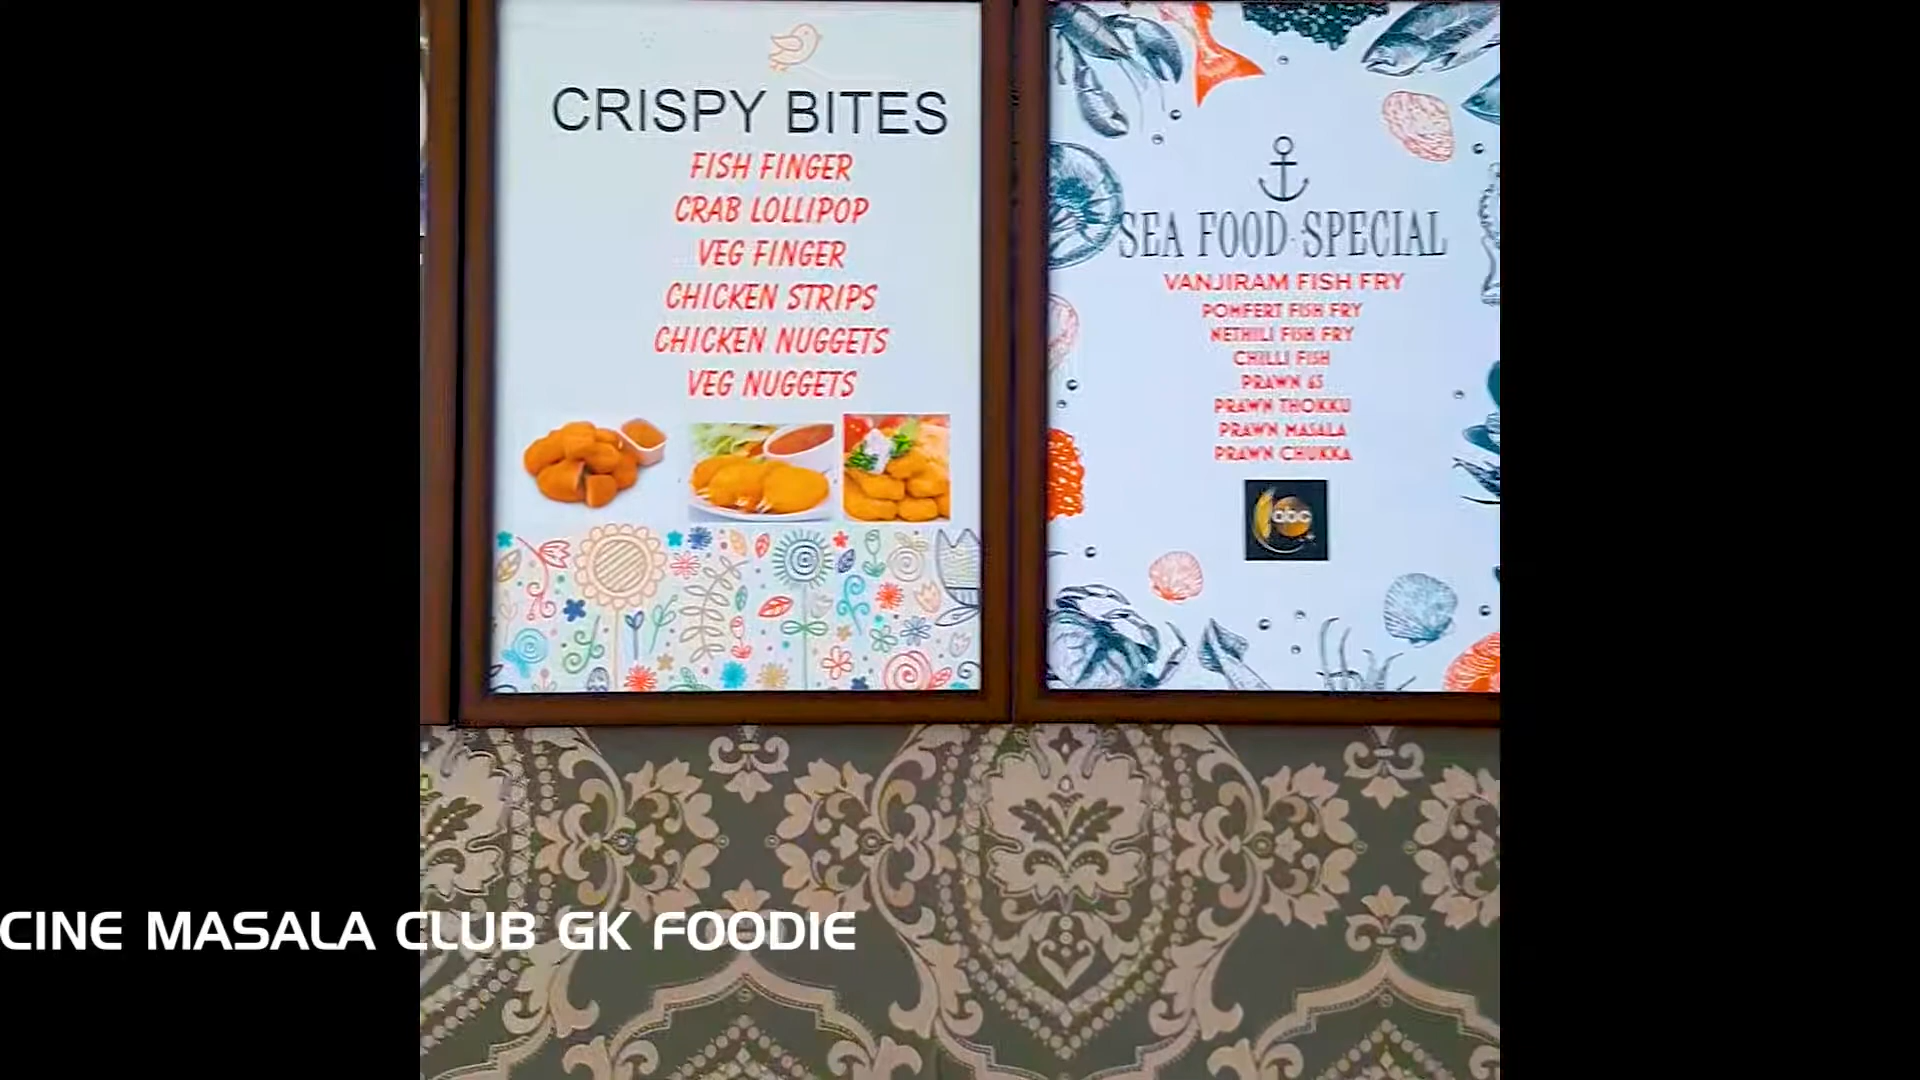 CRISPY BITES
FISH FINGER
CRAB LOLLIPOP
VEG FINGER
CHICKEN STRIPS
CHICKEN NUGGETS
VEG NUGGETS
SEA FOOD SPECIAL
VANJIRAM FISH FRY
POMFERT FISH FRY
NETHILI FISH FRY
CHILLI FISH
PRAWN 65
PRAWN THOKKU
PRAWN MASALA
PRAWN CHUKKA
abc
CINE MASALA CLUB GK FOODIE